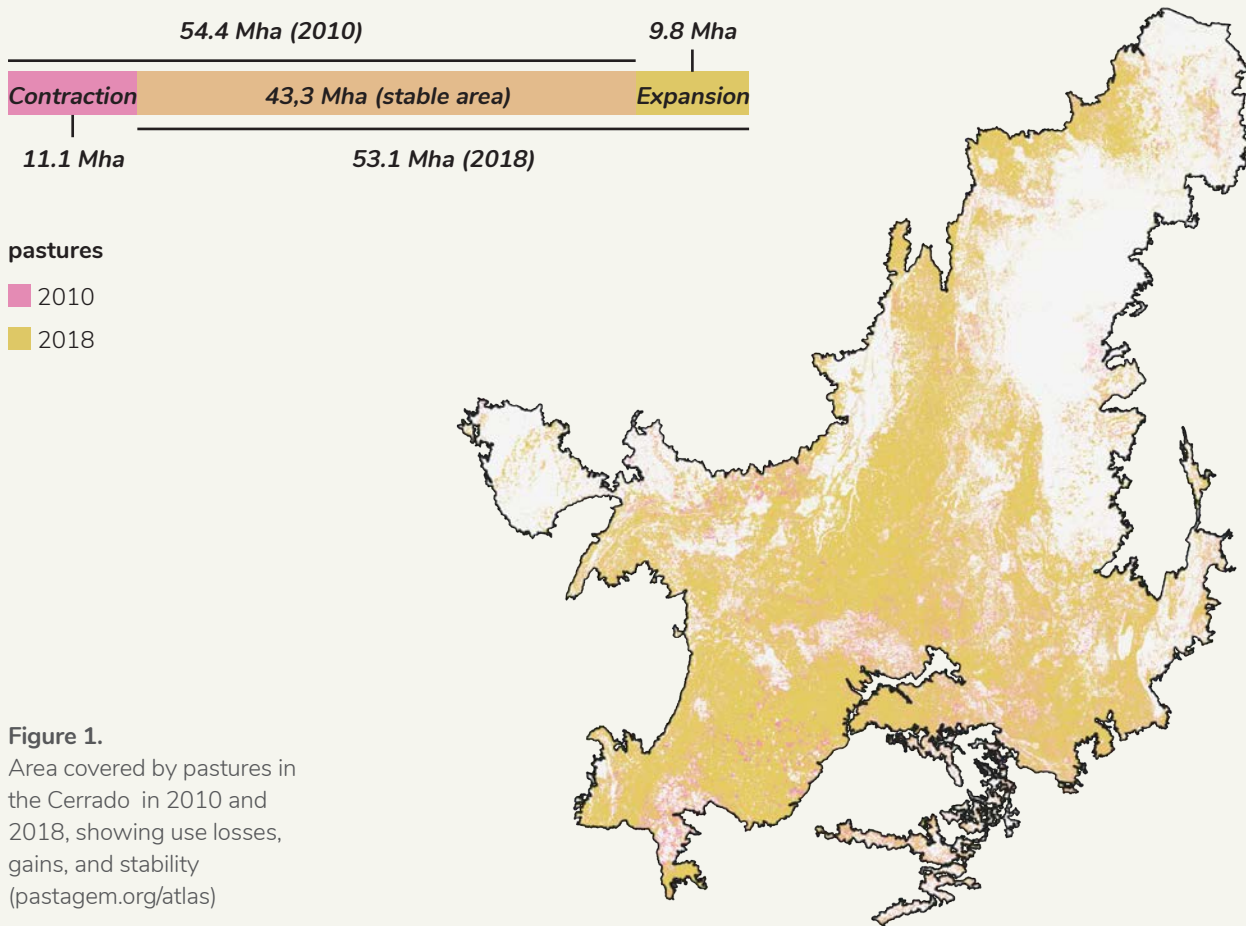 54.4 Mha (2010)
9.8 Mha
Contraction
43,3 Mha (stable area)
Expansion
11.1 Mha
53.1 Mha (2018)
pastures
2010
2018
Figure 1.
Area covered by pastures in
the Cerrado in 2010 and
2018, showing use losses,
gains, and stability
(pastagem.org/atlas)